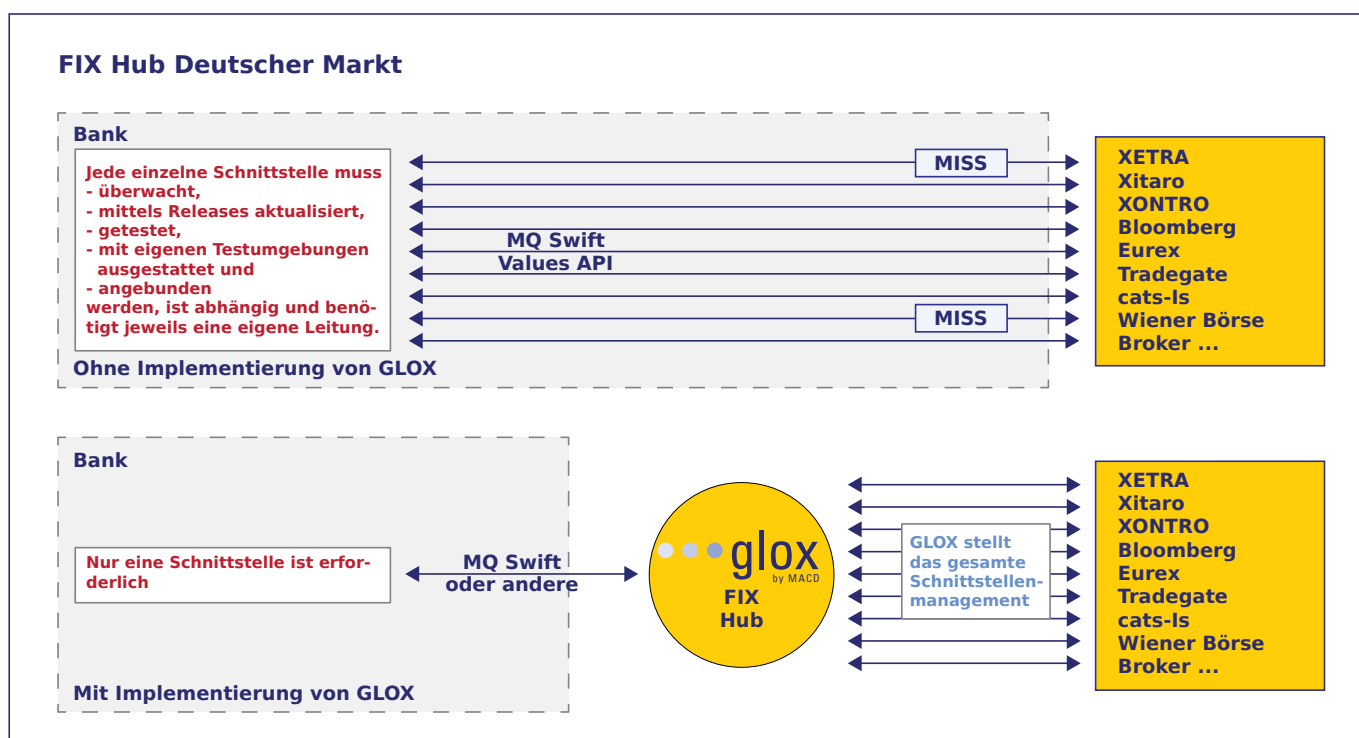 FIX Hub Deutscher Markt
Bank
Jede einzelne Schnittstelle muss
- überwacht,
- mittels Releases aktualisiert,
- getestet,
- mit eigenen Testumgebungen
ausgestattet und
- angebunden
werden, ist abhängig und benö-
tigt jeweils eine eigene Leitung.
Ohne Implementierung von GLOX
MISS
MQ Swift
Values API
MISS
XETRA
Xitaro
XONTRO
Bloomberg
Eurex
Tradegate
cats-ls
Wiener Börse
Broker ...
Bank
Nur eine Schnittstelle ist erfor-
derlich
Mit Implementierung von GLOX
MQ Swift
oder andere
glox
by MACD
FIX
Hub
GLOX stellt
das gesamte
Schnittstellen-
management
XETRA
Xitaro
XONTRO
Bloomberg
Eurex
Tradegate
cats-ls
Wiener Börse
Broker ...